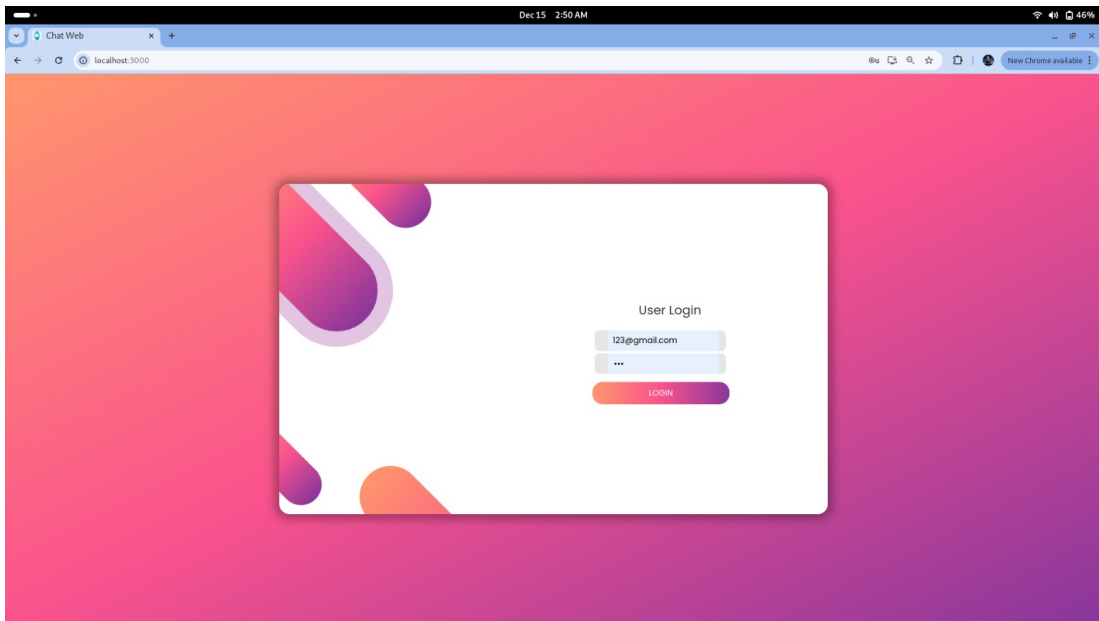 Dec 15 2:50 AM
46%
Chat Web
localhost:3000
New Chrome available
User Login
123@gmail.com
•••
LOGIN